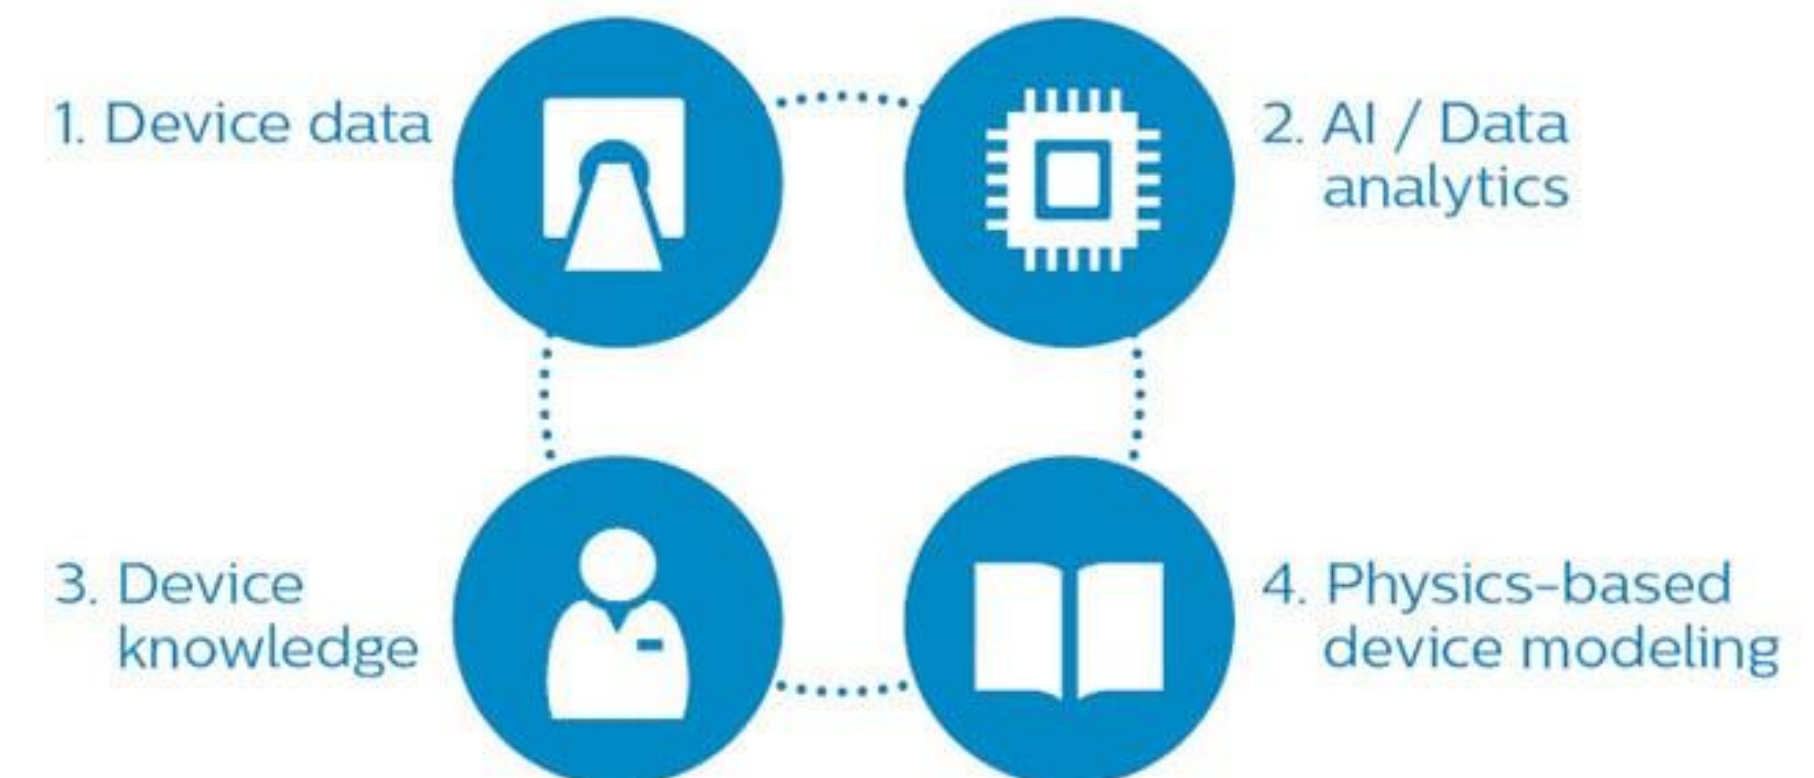 1. Device data
2. AI / Data
analytics
3. Device
knowledge
4. Physics-based
device modeling